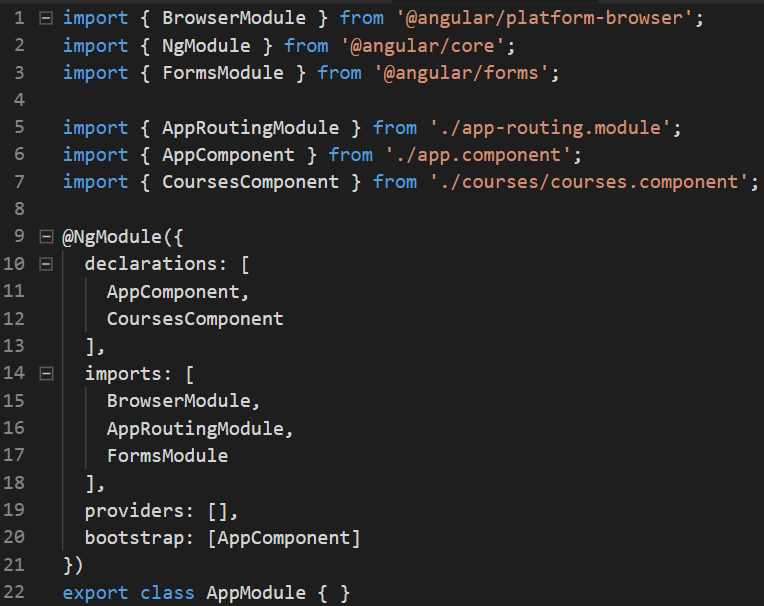 1 import { BrowserModule } from '@angular/platform-browser';
2 import { NgModule } from '@angular/core';
3 import { FormsModule } from '@angular/forms';
4
5 import { AppRoutingModule } from './app-routing.module';
6 import { AppComponent } from './app.component';
7 import { CoursesComponent } from './courses/courses.component';
8
9 @NgModule({
10   declarations: [
11     AppComponent,
12     CoursesComponent
13   ],
14   imports: [
15     BrowserModule,
16     AppRoutingModule,
17     FormsModule
18   ],
19   providers: [],
20   bootstrap: [AppComponent]
21 })
22 export class AppModule { }